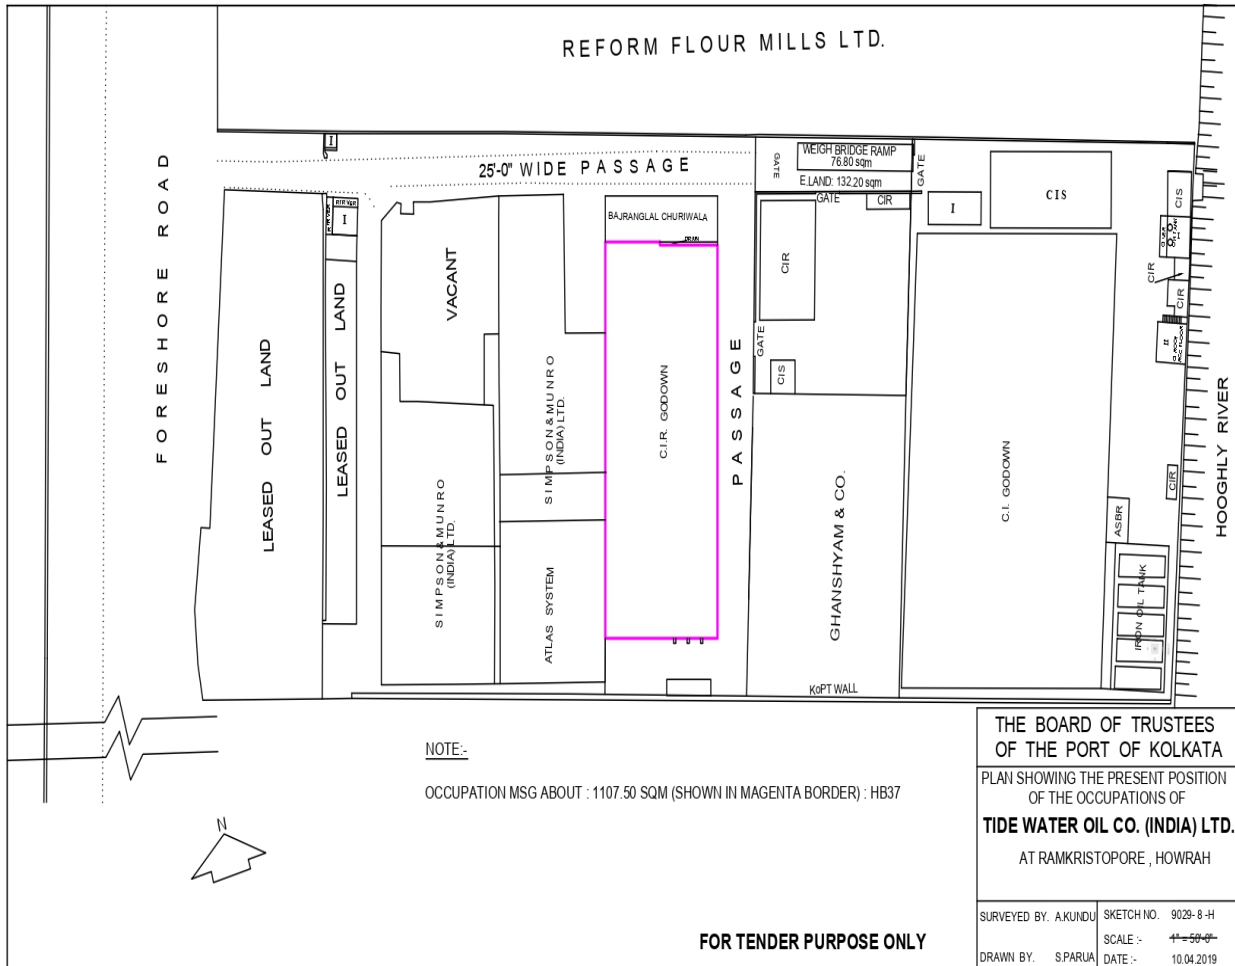 REFORM FLOUR MILLS LTD.
FORESHORE ROAD
I
25'-0" WIDE PASSAGE
GATE
WEIGH BRIDGE RAMP
76.80 sqm
E.LAND: 132.20 sqm
GATE
GATE
CIR
I
CIS
CIS
I
BAJRANGLAL CHURIWALA
DRAIN
VACANT
CIR
CIR
CIR
II
GATE
CIS
LEASED OUT LAND
LEASED OUT LAND
SIMPSON & MUNRO
(INDIA) LTD.
SIMPSON & MUNRO
(INDIA) LTD.
ATLAS SYSTEM
C.I.R. GODOWN
PASSAGE
GHANSHYAM & CO.
C.I. GODOWN
CIR
ASBR
IRON OIL TANK
HOOGHLY RIVER
KoPT WALL
NOTE:-
OCCUPATION MSG ABOUT : 1107.50 SQM (SHOWN IN MAGENTA BORDER) : HB37
N
FOR TENDER PURPOSE ONLY
THE BOARD OF TRUSTEES
OF THE PORT OF KOLKATA
PLAN SHOWING THE PRESENT POSITION
OF THE OCCUPATIONS OF
TIDE WATER OIL CO. (INDIA) LTD.
AT RAMKRISTOPORE , HOWRAH
SURVEYED BY. A.KUNDU
SKETCH NO. 9029- 8 -H
SCALE :- 1" = 50'-0"
DRAWN BY. S.PARUA
DATE :- 10.04.2019